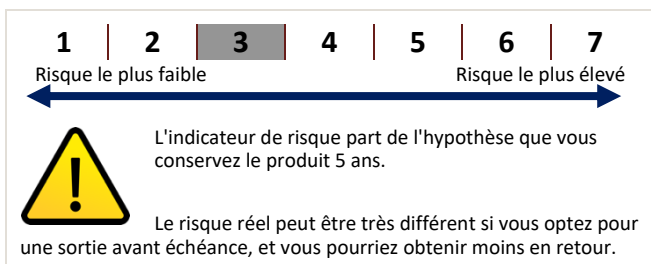 1 2 3 4 5 6 7
Risque le plus faible Risque le plus élevé
L'indicateur de risque part de l'hypothèse que vous
conservez le produit 5 ans.
Le risque réel peut être très différent si vous optez pour
une sortie avant échéance, et vous pourriez obtenir moins en retour.